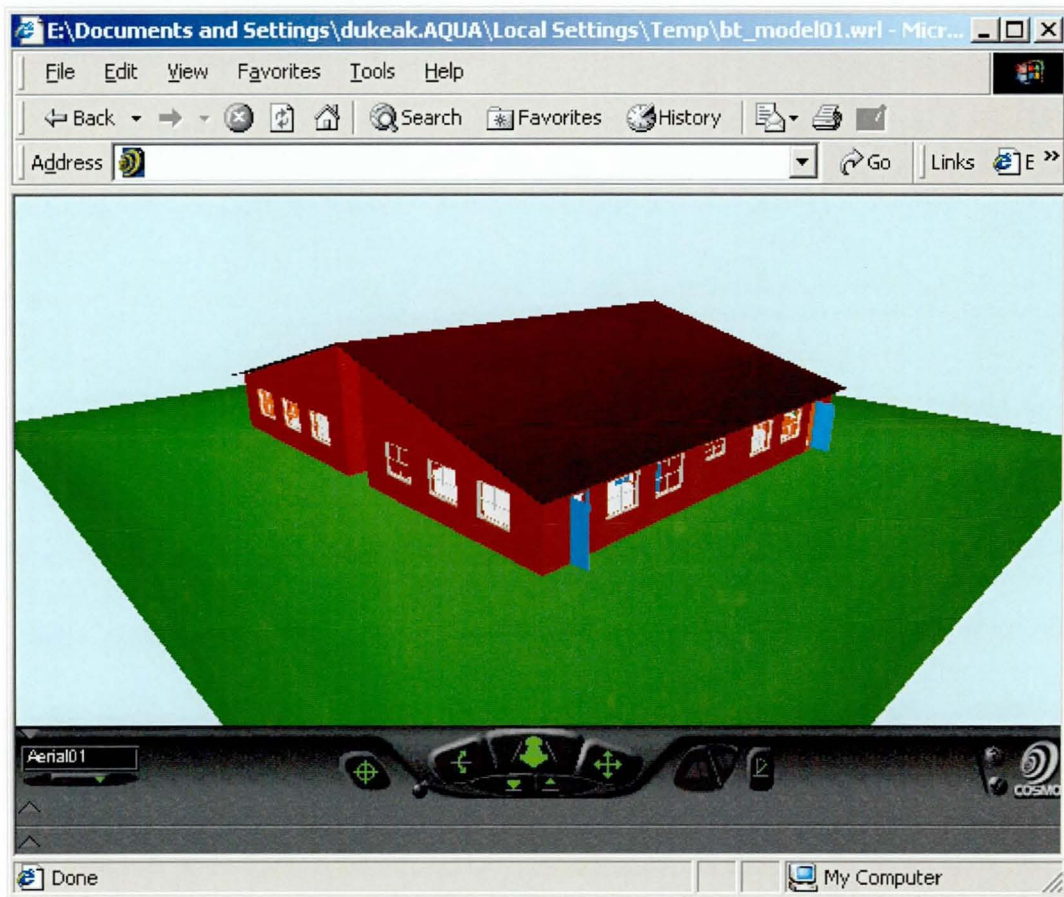 E:\Documents and Settings\dukeak.AQUA\Local Settings\Temp\bt_model01.wrl - Micr...
File Edit View Favorites Tools Help
Back Search Favorites History
Address Go Links E »
Aerial01
COSMO
Done My Computer